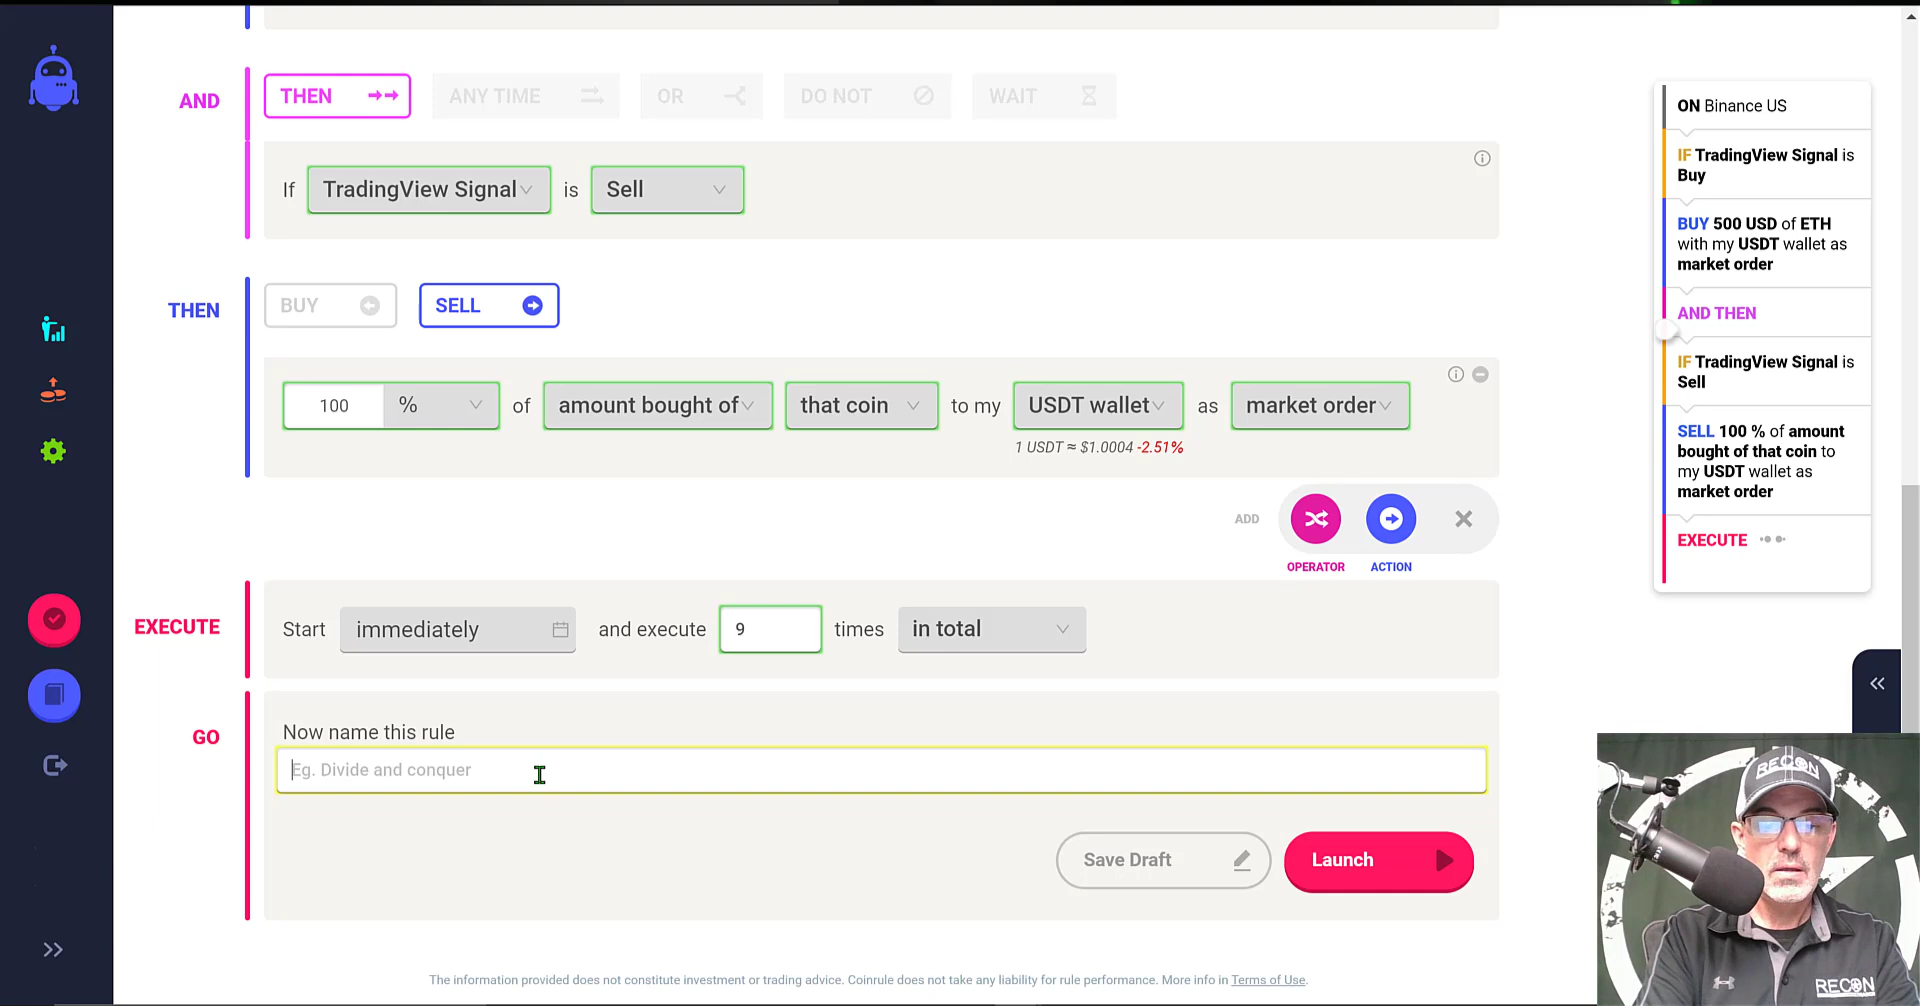 AND
THEN
ANY TIME
OR
DO NOT
WAIT
If TradingView Signal is Sell
THEN
BUY
SELL
100 % of amount bought of that coin to my USDT wallet as market order
1 USDT ≈ $1.0004 -2.51%
ADD
OPERATOR
ACTION
EXECUTE
Start immediately and execute 9 times in total
GO
Now name this rule
Eg. Divide and conquer
Save Draft
Launch
The information provided does not constitute investment or trading advice. Coinrule does not take any liability for rule performance. More info in Terms of Use.
ON Binance US
IF TradingView Signal is
Buy
BUY 500 USD of ETH
with my USDT wallet as
market order
AND THEN
IF TradingView Signal is
Sell
SELL 100 % of amount
bought of that coin to
my USDT wallet as
market order
EXECUTE
RECON
RECON